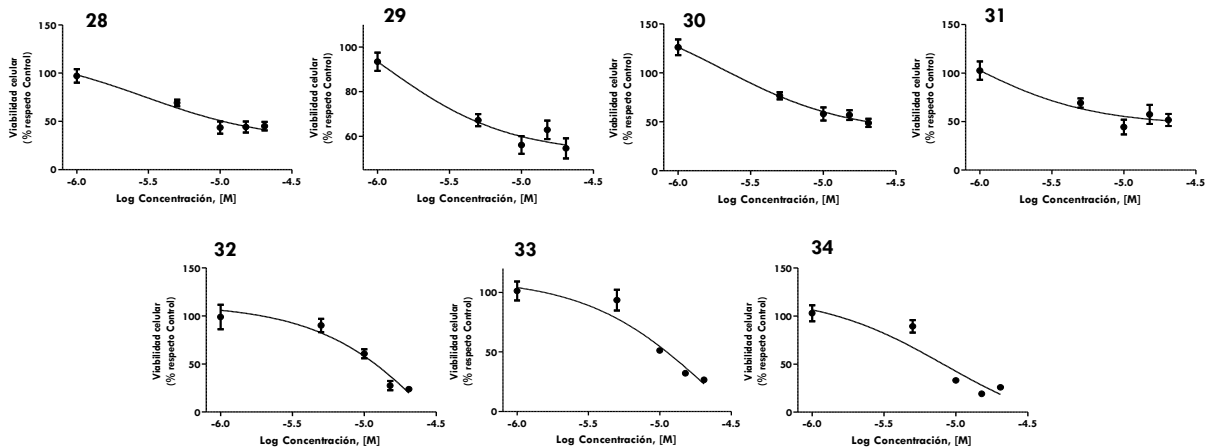 28
Viabilidad celular
(% respecto Control)
150
100
50
0
-6.0 -5.5 -5.0 -4.5
Log Concentración, [M]
29
Viabilidad celular
(% respecto Control)
100
80
60
-6.0 -5.5 -5.0 -4.5
Log Concentración, [M]
30
Viabilidad celular
(% respecto Control)
150
100
50
0
-6.0 -5.5 -5.0 -4.5
Log Concentración, [M]
31
Viabilidad celular
(% respecto Control)
150
100
50
0
-6.0 -5.5 -5.0 -4.5
Log Concentración, [M]
32
Viabilidad celular
(% respecto Control)
150
100
50
0
-6.0 -5.5 -5.0 -4.5
Log Concentración, [M]
33
Viabilidad celular
(% respecto Control)
100
50
0
-6.0 -5.5 -5.0 -4.5
Log Concentración, [M]
34
Viabilidad celular
(% respecto Control)
150
100
50
0
-6.0 -5.5 -5.0 -4.5
Log Concentración, [M]